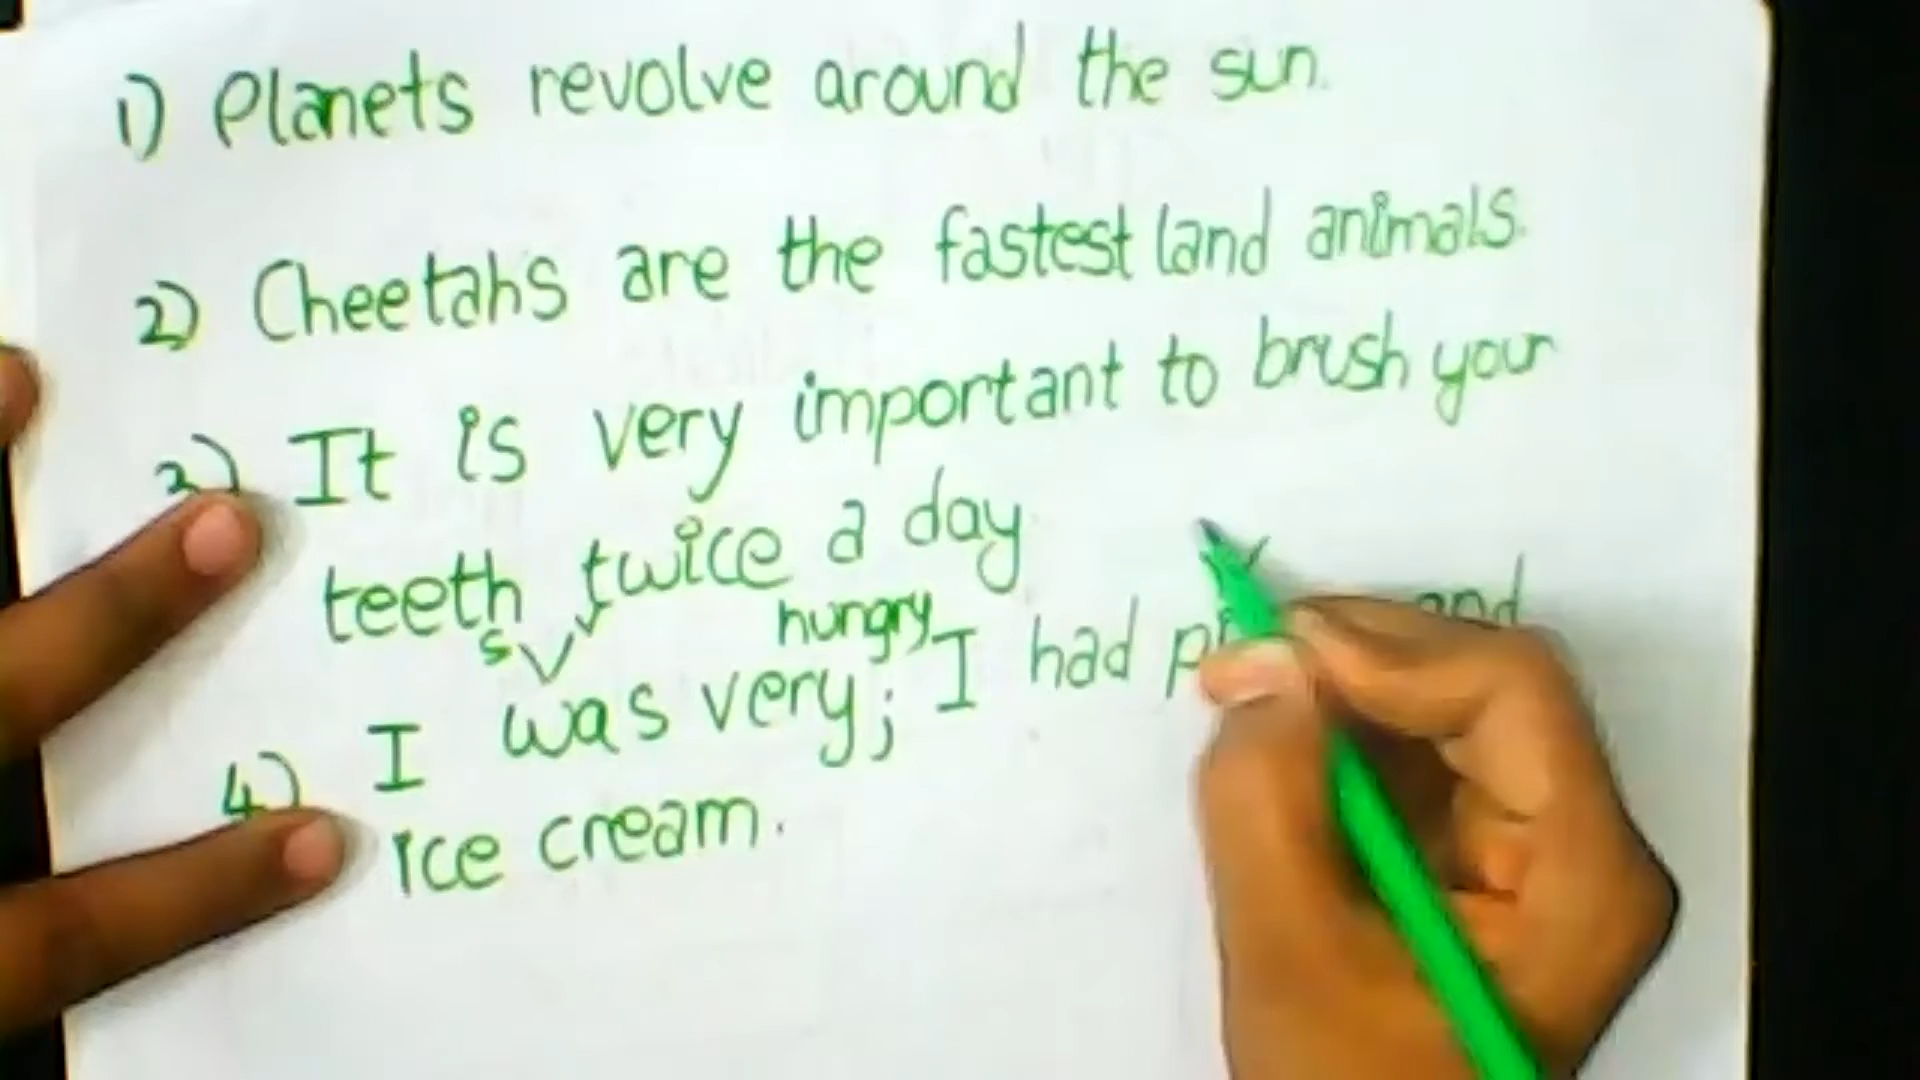 1) Planets revolve around the sun.
2) Cheetahs are the fastest land animals.
3) It is very important to brush your
teeth twice a day
s v v hungry
4) I was very; I had and
ice cream.